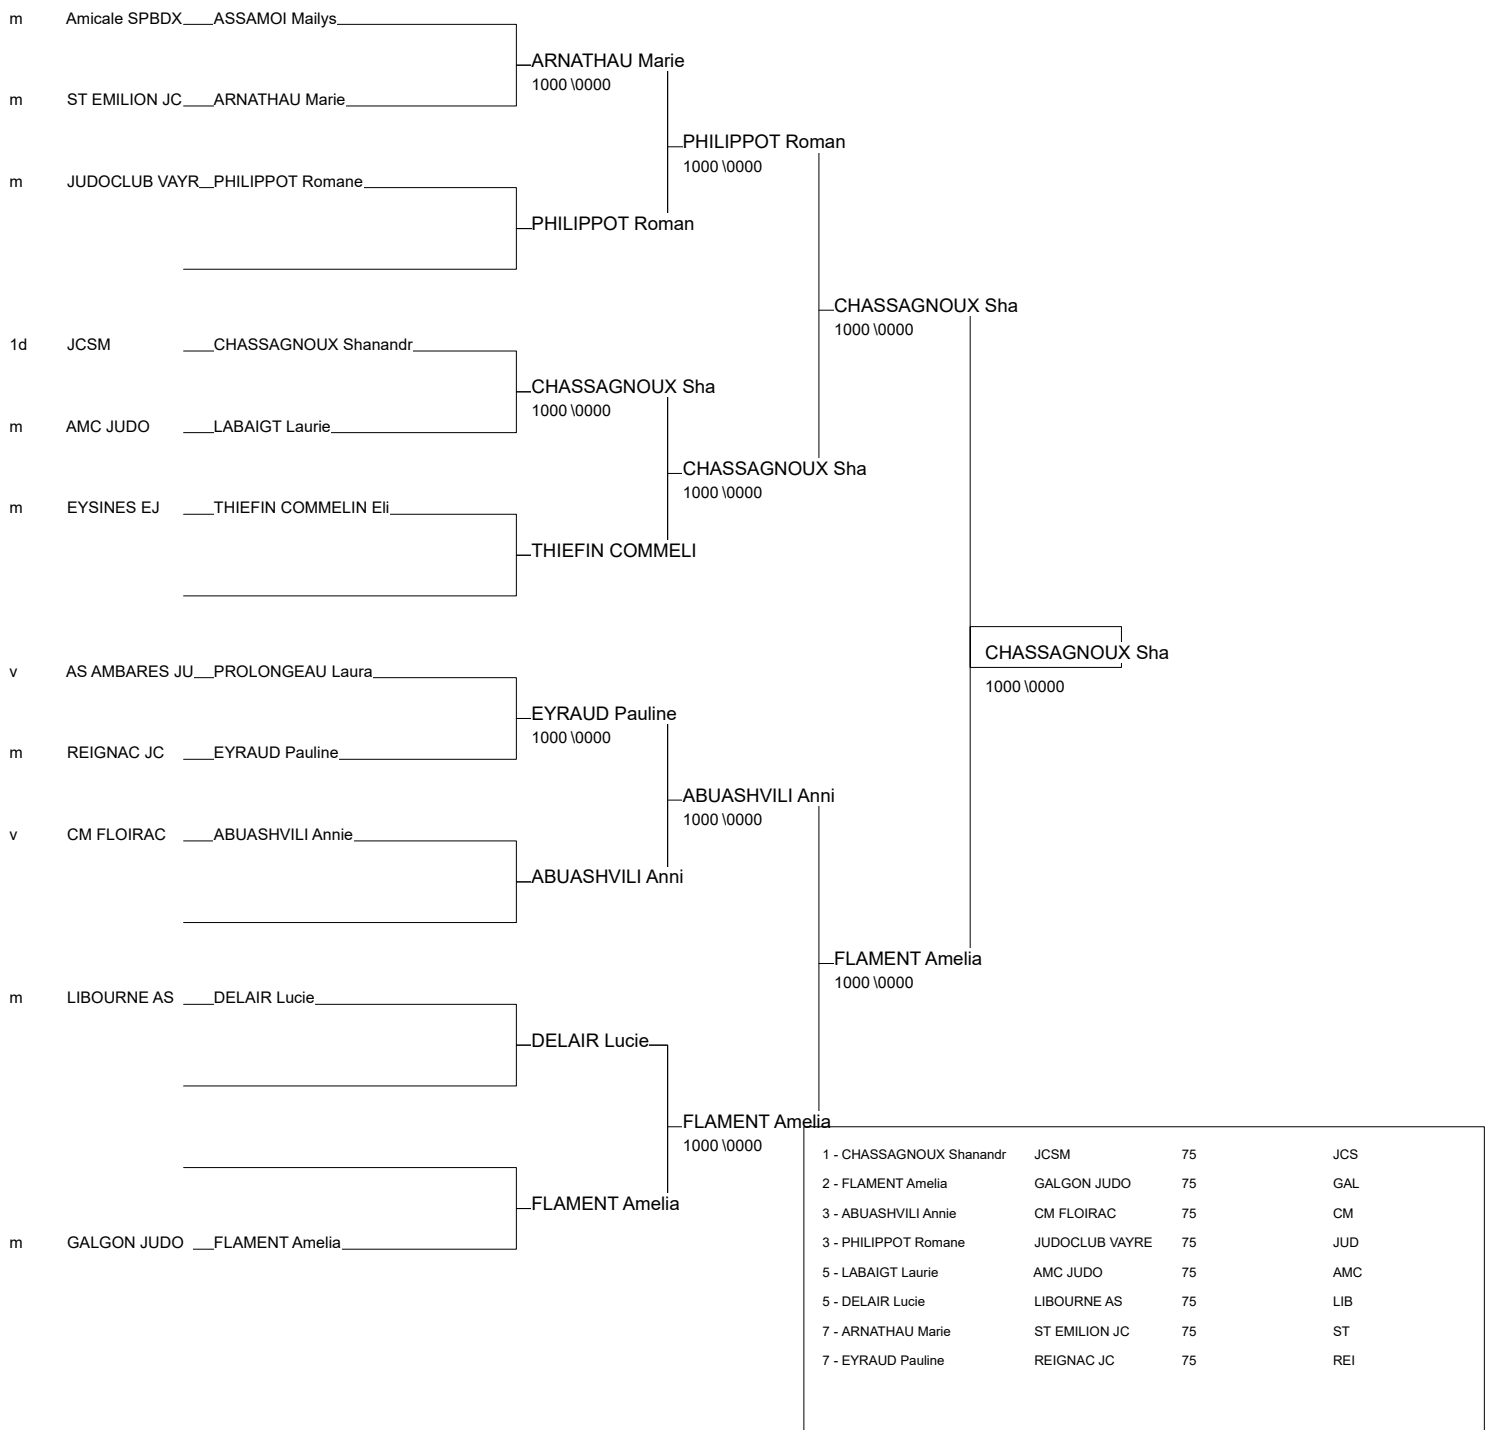 m Amicale SPBDX ASSAMOI Mailys
ARNATHAU Marie
1000 \0000
m ST EMILION JC ARNATHAU Marie
PHILIPPOT Roman
1000 \0000
m JUDOCLUB VAYR PHILIPPOT Romane
PHILIPPOT Roman
CHASSAGNOUX Sha
1000 \0000
1d JCSM CHASSAGNOUX Shanandr
CHASSAGNOUX Sha
1000 \0000
m AMC JUDO LABAIGT Laurie
CHASSAGNOUX Sha
1000 \0000
m EYSINES EJ THIEFIN COMMELIN Eli
THIEFIN COMMELI
CHASSAGNOUX Sha
1000 \0000
v AS AMBARES JU PROLONGEAU Laura
EYRAUD Pauline
1000 \0000
m REIGNAC JC EYRAUD Pauline
ABUASHVILI Anni
1000 \0000
v CM FLOIRAC ABUASHVILI Annie
ABUASHVILI Anni
FLAMENT Amelia
1000 \0000
m LIBOURNE AS DELAIR Lucie
DELAIR Lucie
FLAMENT Amelia
1000 \0000
FLAMENT Amelia
m GALGON JUDO FLAMENT Amelia
1 - CHASSAGNOUX Shanandr JCSM 75 JCS
2 - FLAMENT Amelia GALGON JUDO 75 GAL
3 - ABUASHVILI Annie CM FLOIRAC 75 CM
3 - PHILIPPOT Romane JUDOCLUB VAYRE 75 JUD
5 - LABAIGT Laurie AMC JUDO 75 AMC
5 - DELAIR Lucie LIBOURNE AS 75 LIB
7 - ARNATHAU Marie ST EMILION JC 75 ST
7 - EYRAUD Pauline REIGNAC JC 75 REI